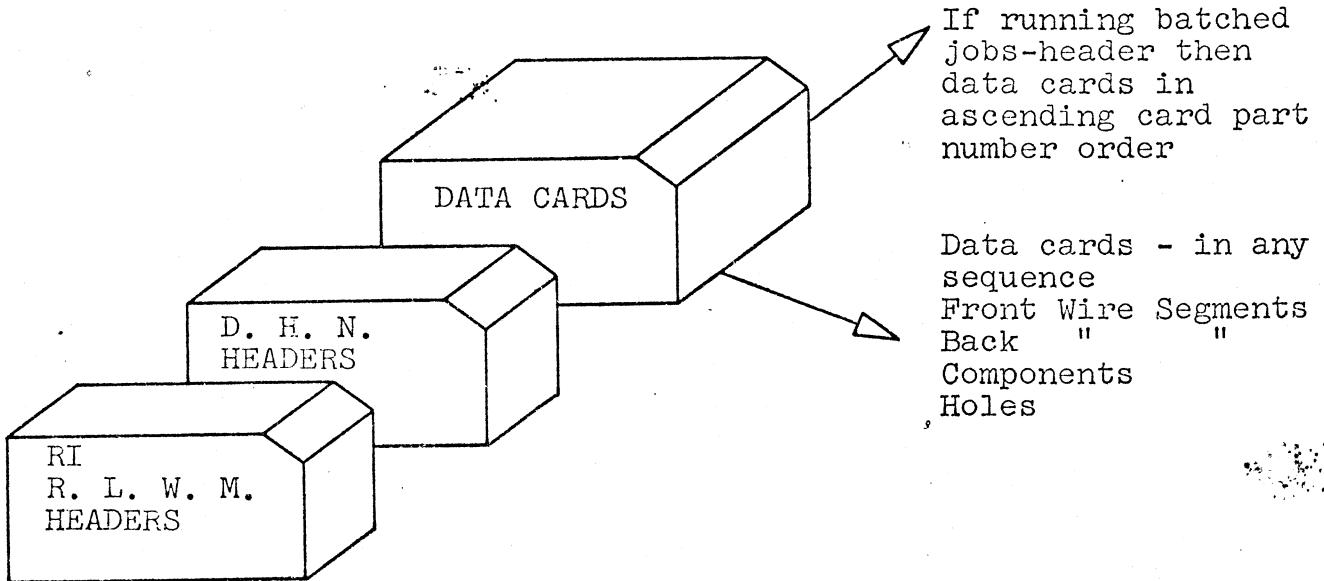 If running batched
jobs-header then
data cards in
ascending card part
number order
DATA CARDS
Data cards - in any
sequence
Front Wire Segments
Back " "
Components
Holes
D. H. N.
HEADERS
RI
R. L. W. M.
HEADERS